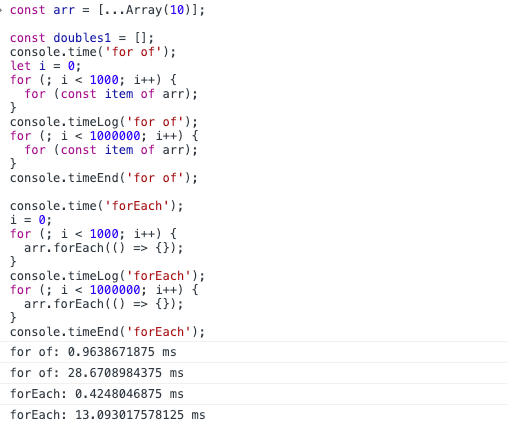 const arr = [...Array(10)];

const doubles1 = [];
console.time('for of');
let i = 0;
for (; i < 1000; i++) {
  for (const item of arr);
}
console.timeLog('for of');
for (; i < 1000000; i++) {
  for (const item of arr);
}
console.timeEnd('for of');

console.time('forEach');
i = 0;
for (; i < 1000; i++) {
  arr.forEach(() => {});
}
console.timeLog('forEach');
for (; i < 1000000; i++) {
  arr.forEach(() => {});
}
console.timeEnd('forEach');
for of: 0.9638671875 ms
for of: 28.6708984375 ms
forEach: 0.4248046875 ms
forEach: 13.093017578125 ms